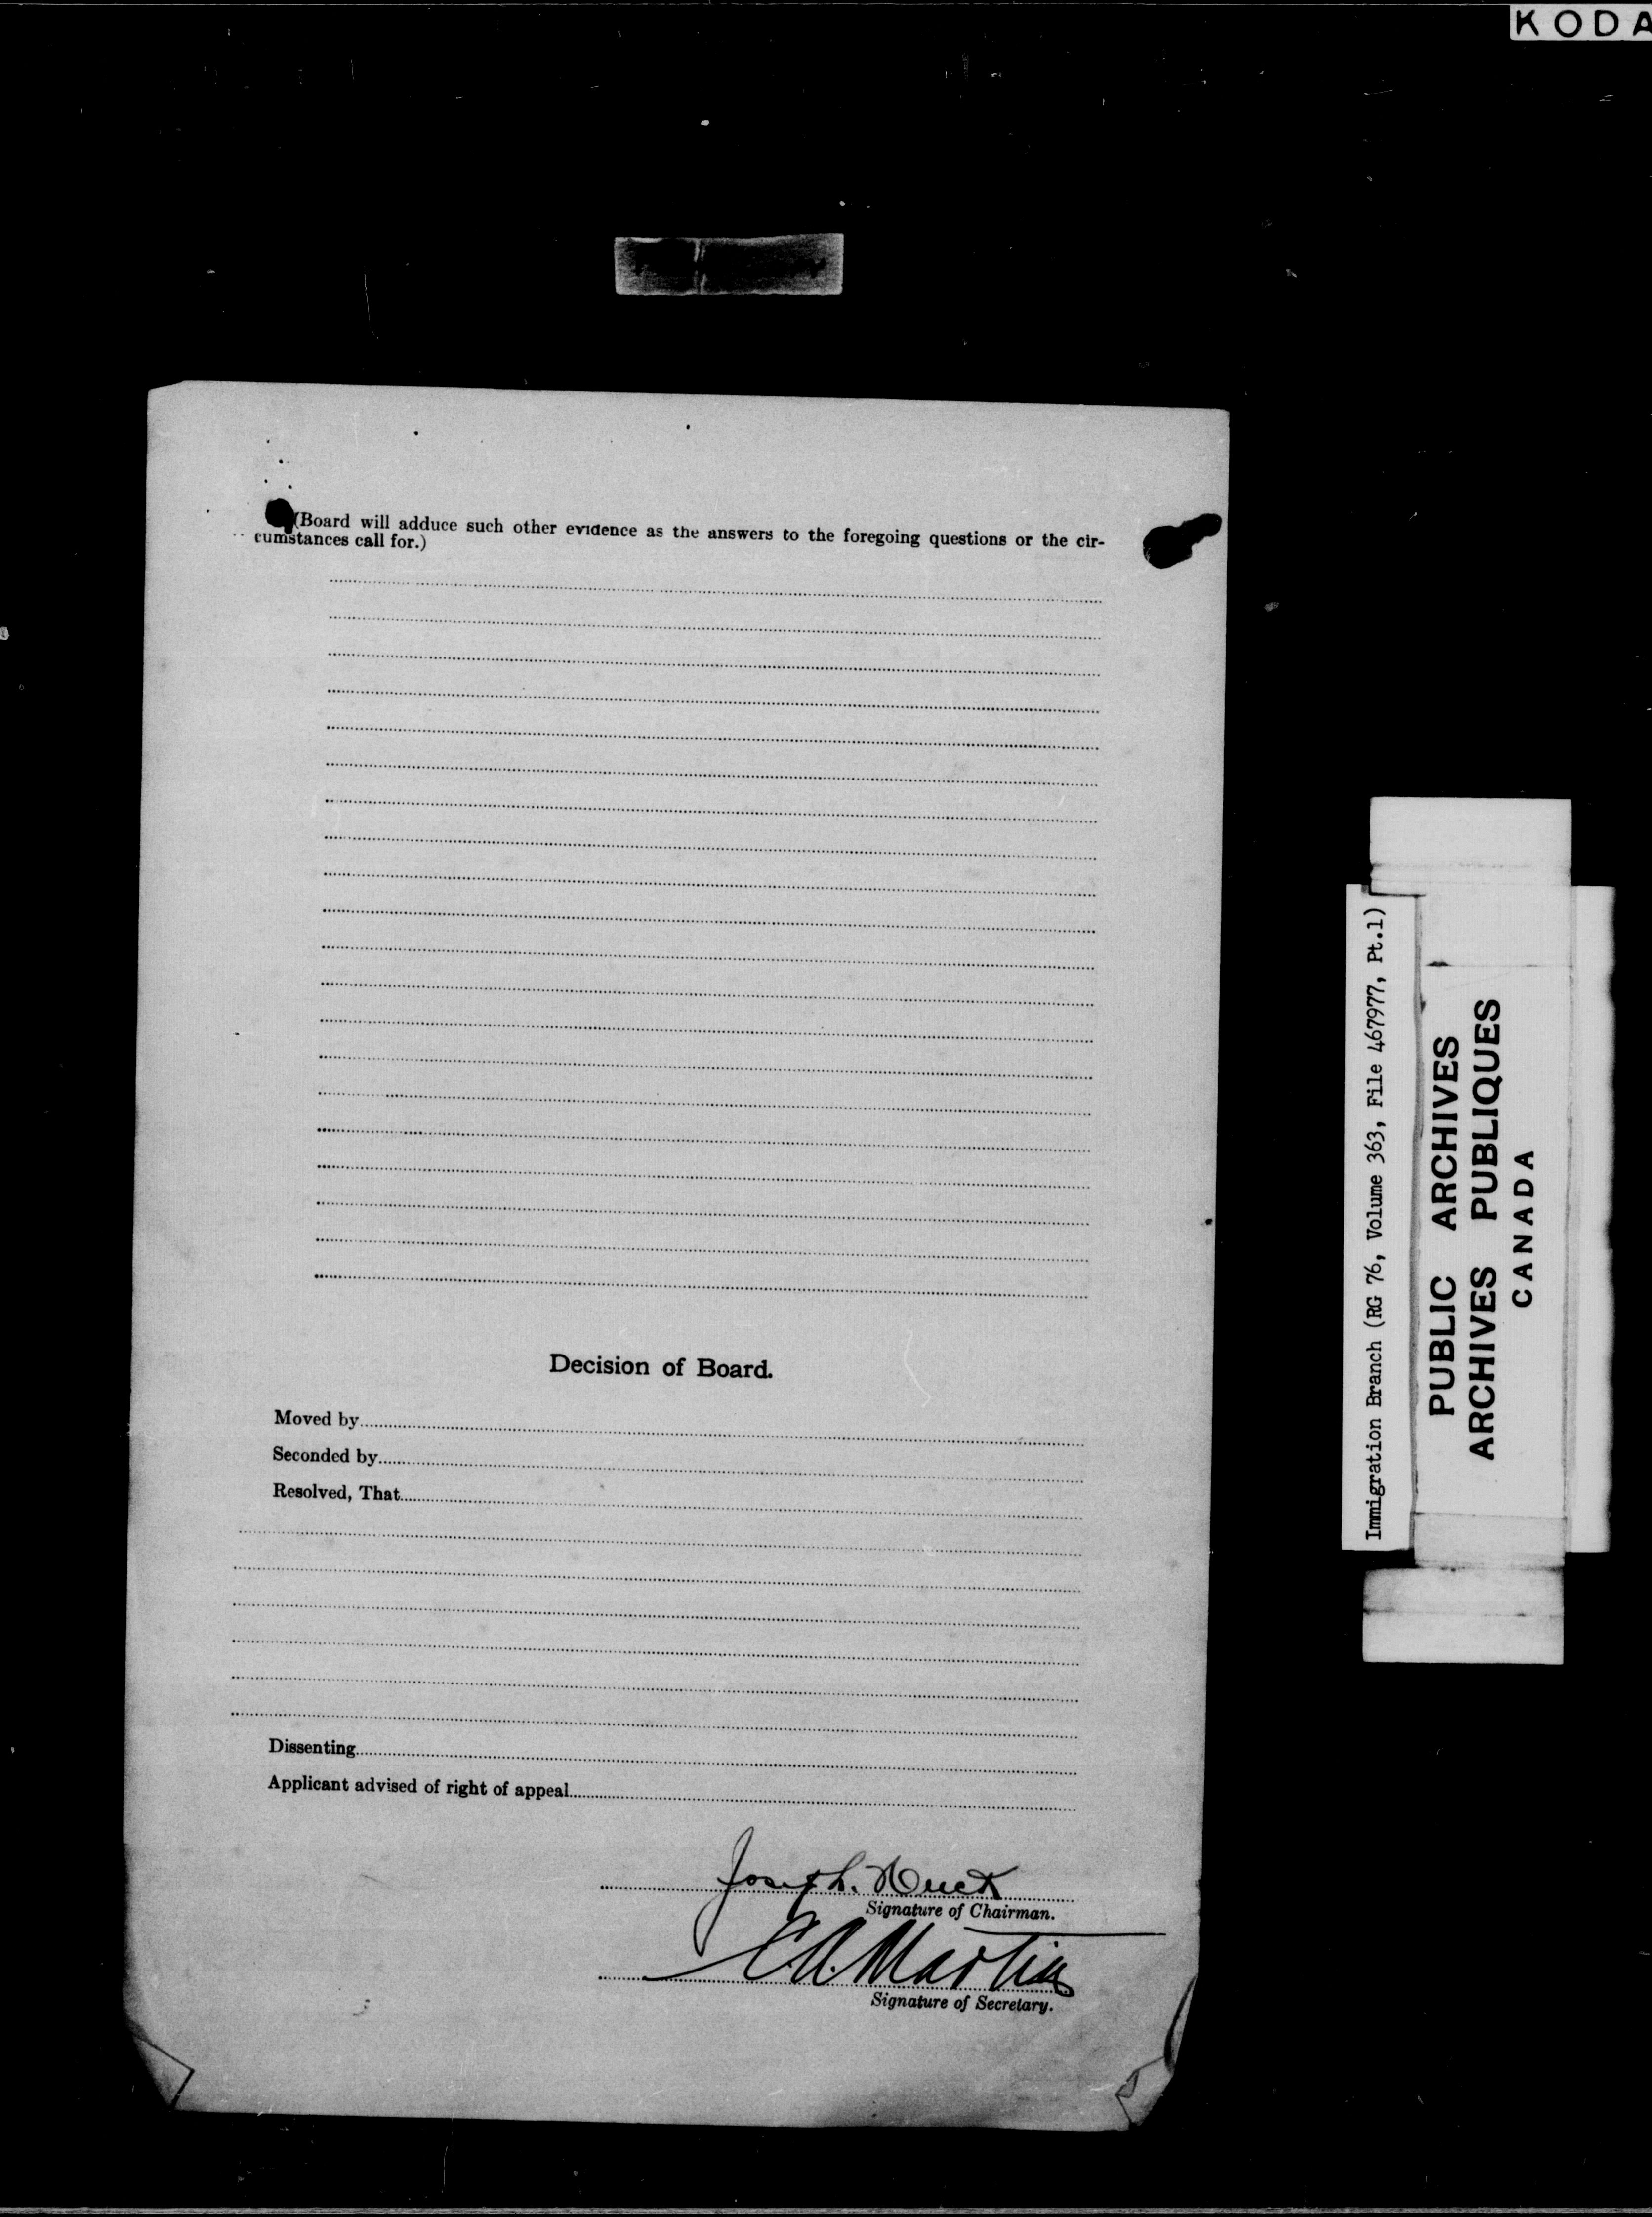 KODA
(Board will adduce such other evidence as the answers to the foregoing questions or the cir-
cumstances call for.)
Decision of Board.
Moved by
Seconded by
Resolved, That
Dissenting
Applicant advised of right of appeal
Joseph.
Signature of Chairman.
Martin
Signature of Secretary.
Immigration Branch (RG 76, Volume 363, File 467977, Pt.1)
PUBLIC ARCHIVES
ARCHIVES PUBLIQUES
CANADA